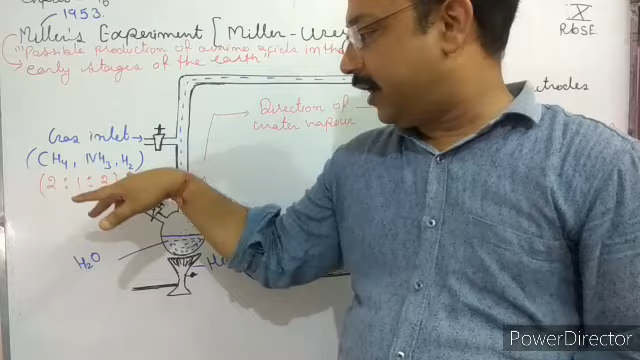 1953.
X
RBSE
Miller's Experiment [Miller-Urey
"Possible production of amino acids in the
early stages of the earth"
Direction of
water vapour
Gas inlet
(CH4, NH3, H2)
(2:1:2)
H2O
PowerDirector